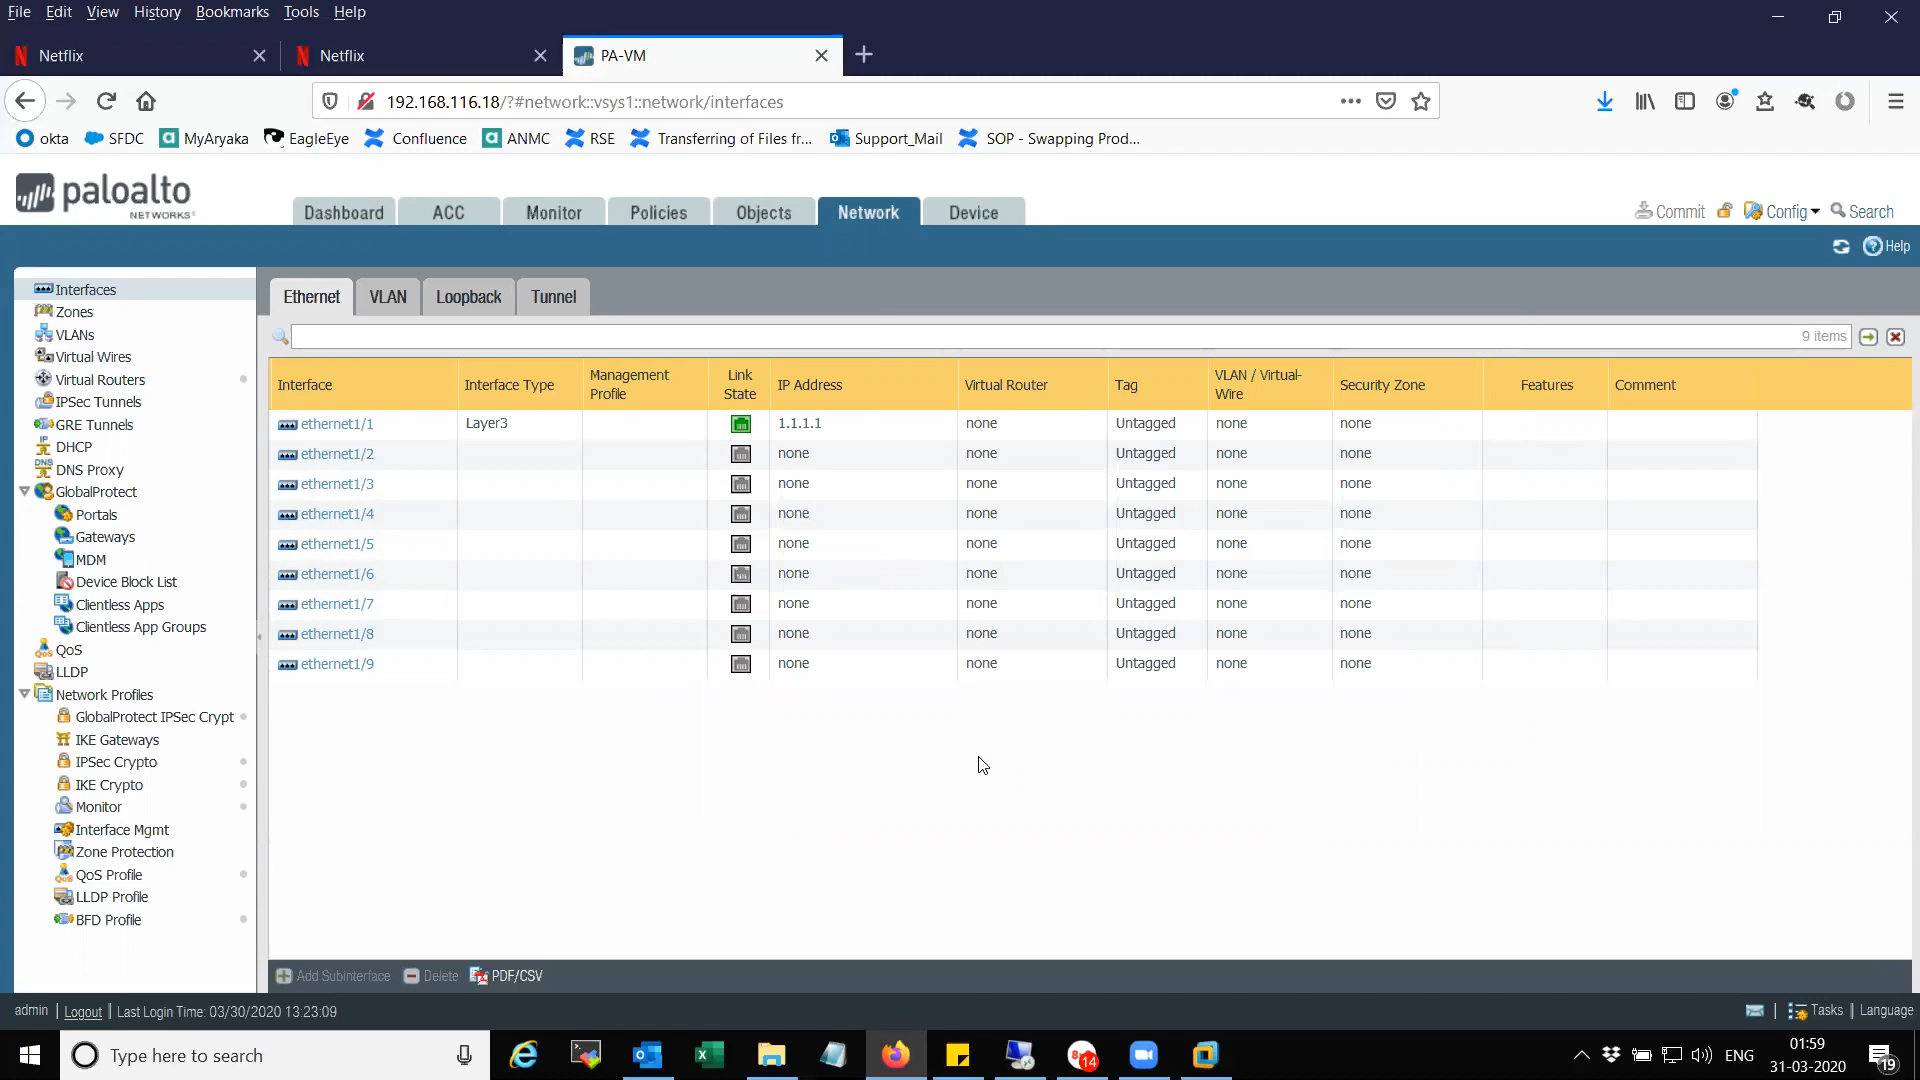 File Edit View History Bookmarks Tools Help
Netflix Netflix PA-VM
192.168.116.18/?#network::vsys1::network/interfaces
okta SFDC MyAryaka EagleEye Confluence ANMC RSE Transferring of Files fr... Support_Mail SOP - Swapping Prod...
paloalto
NETWORKS
Dashboard ACC Monitor Policies Objects Network Device
Commit Config Search
Help
Interfaces
Zones
VLANs
Virtual Wires
Virtual Routers
IPSec Tunnels
GRE Tunnels
DHCP
DNS Proxy
GlobalProtect
Portals
Gateways
MDM
Device Block List
Clientless Apps
Clientless App Groups
QoS
LLDP
Network Profiles
GlobalProtect IPSec Crypt
IKE Gateways
IPSec Crypto
IKE Crypto
Monitor
Interface Mgmt
Zone Protection
QoS Profile
LLDP Profile
BFD Profile
Ethernet VLAN Loopback Tunnel
9 items
Interface Interface Type Management Profile Link State IP Address Virtual Router Tag VLAN / Virtual-Wire Security Zone Features Comment
ethernet1/1 Layer3 1.1.1.1 none Untagged none none
ethernet1/2 none none Untagged none none
ethernet1/3 none none Untagged none none
ethernet1/4 none none Untagged none none
ethernet1/5 none none Untagged none none
ethernet1/6 none none Untagged none none
ethernet1/7 none none Untagged none none
ethernet1/8 none none Untagged none none
ethernet1/9 none none Untagged none none
Add Subinterface Delete PDF/CSV
admin | Logout | Last Login Time: 03/30/2020 13:23:09
Tasks | Language
Type here to search
14
ENG
01:59
31-03-2020
19